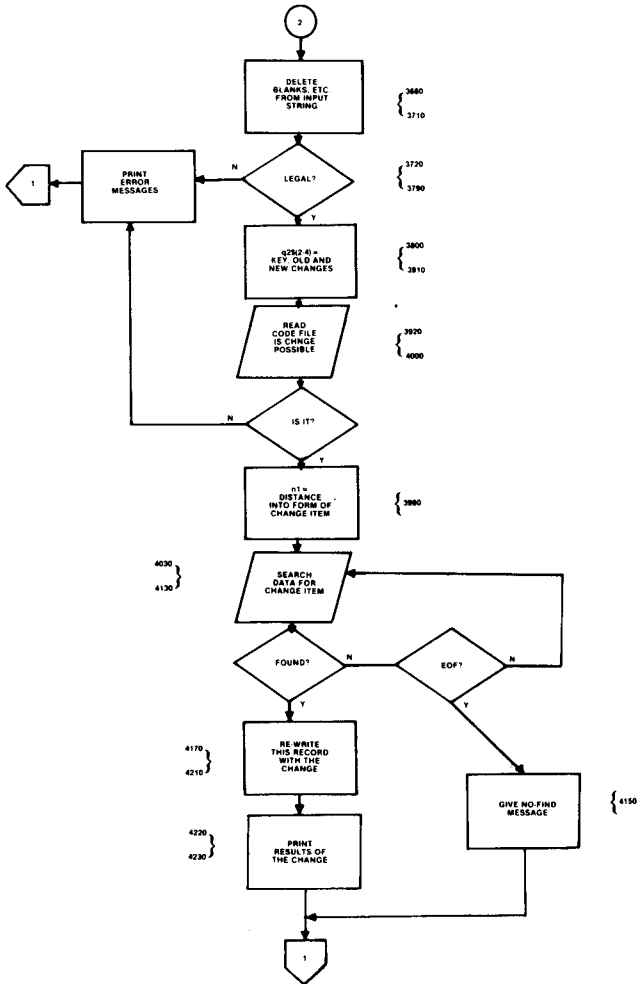 2
DELETE
BLANKS, ETC.
FROM INPUT
STRING
3680
3710
LEGAL?
N
Y
3720
3790
PRINT
ERROR
MESSAGES
1
q2$(2-4) =
KEY, OLD AND
NEW CHANGES
3800
3910
READ
CODE FILE
IS CHNGE
POSSIBLE
3920
4000
IS IT?
N
Y
n1 =
DISTANCE
INTO FORM OF
CHANGE ITEM
3980
4030
4130
SEARCH
DATA FOR
CHANGE ITEM
FOUND?
N
Y
EOF?
N
Y
4170
4210
RE-WRITE
THIS RECORD
WITH THE
CHANGE
GIVE NO-FIND
MESSAGE
4150
4220
4230
PRINT
RESULTS OF
THE CHANGE
1